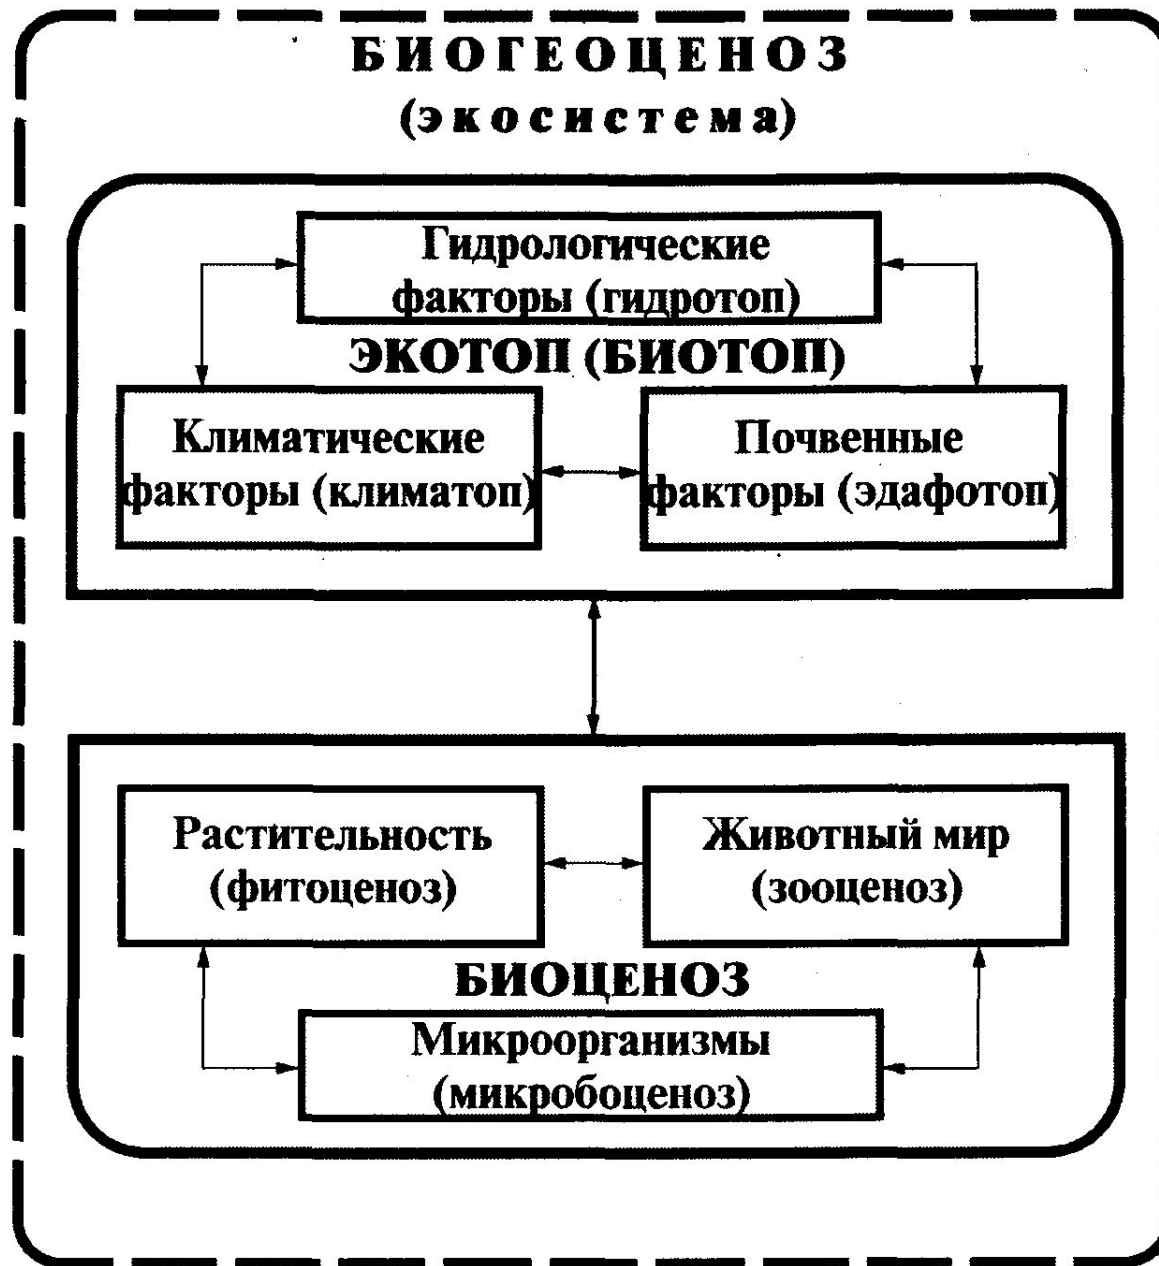 БИОГЕОЦЕНОЗ
(экосистема)
Гидрологические
факторы (гидротоп)
ЭКОТОП (БИОТОП)
Климатические
факторы (климатоп)
Почвенные
факторы (эдафотоп)
Растительность
(фитоценоз)
Животный мир
(зооценоз)
БИОЦЕНОЗ
Микроорганизмы
(микробоценоз)